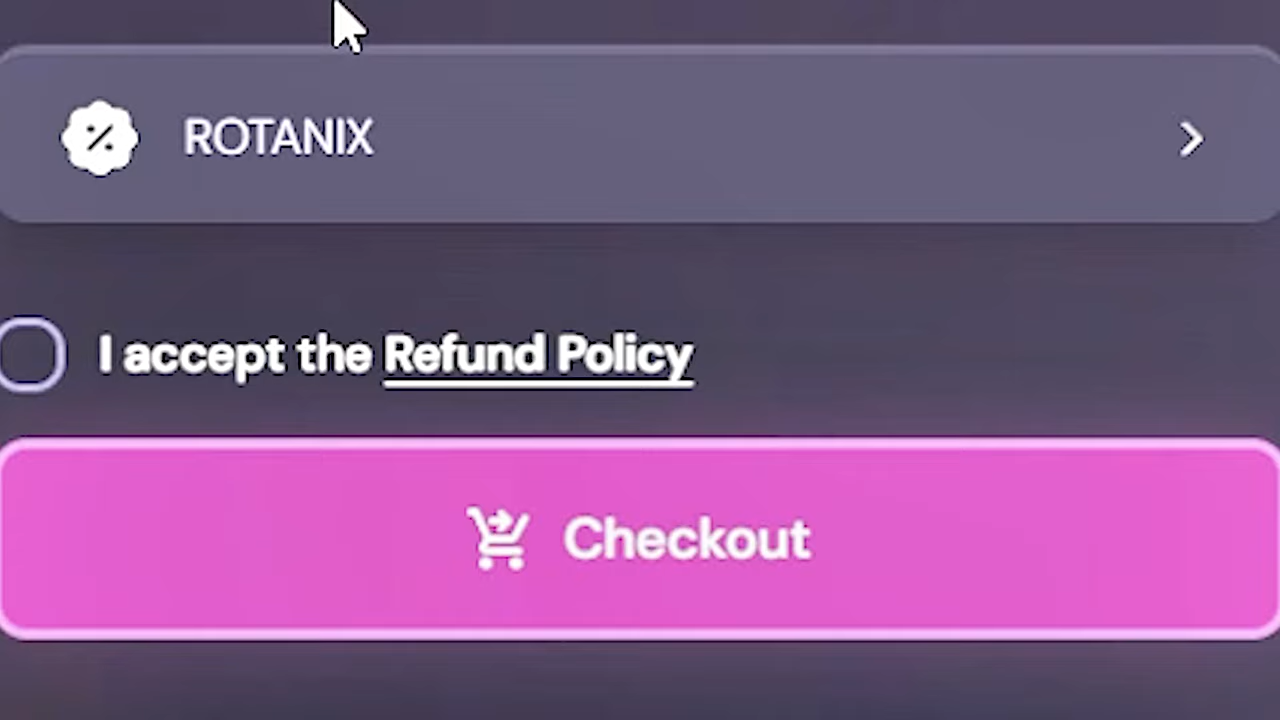 ROTANIX
I accept the Refund Policy
Checkout